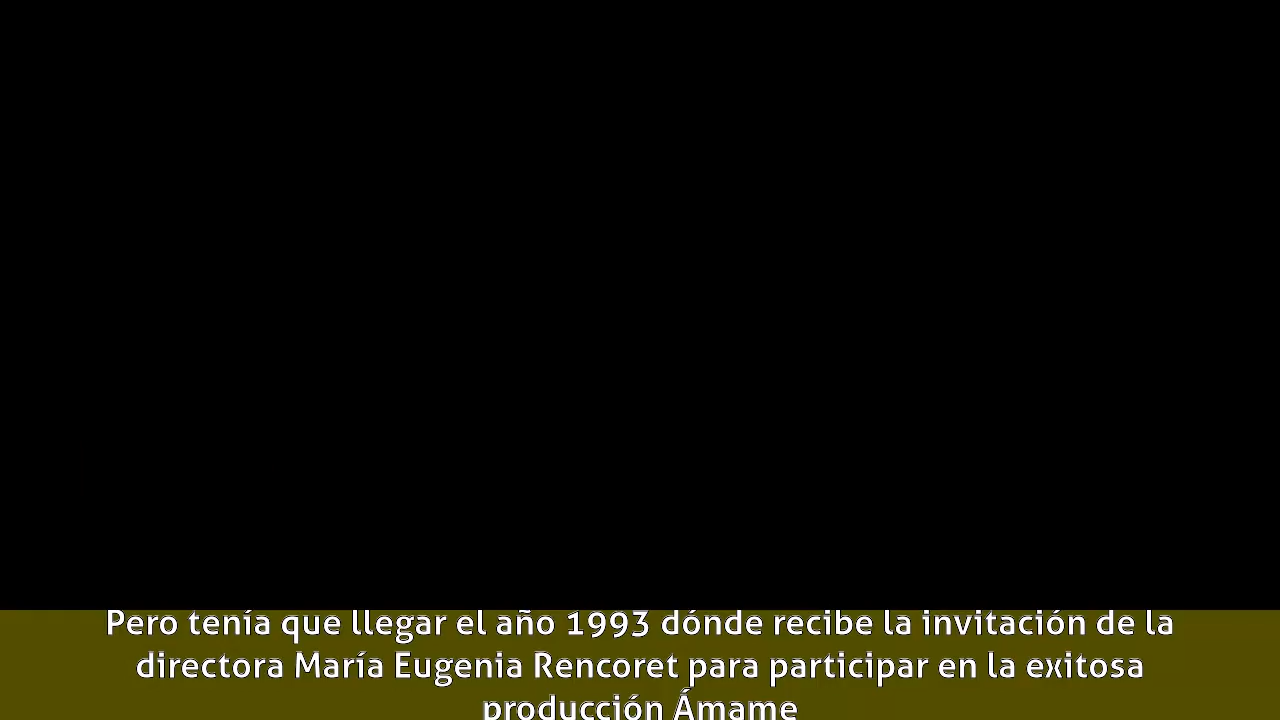 Pero tenía que llegar el año 1993 dónde recibe la invitación de la
directora María Eugenia Rencoret para participar en la exitosa
producción Ámame